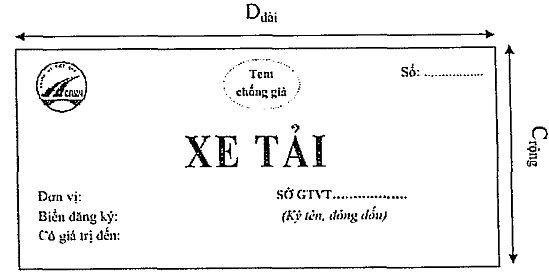 Ddài
Tem
chống giả
Số: ................
XE TẢI
Crộng
Đơn vị:
Biển đăng ký:
Có giá trị đến:
SỞ GTVT..................
(Ký tên, đóng dấu)